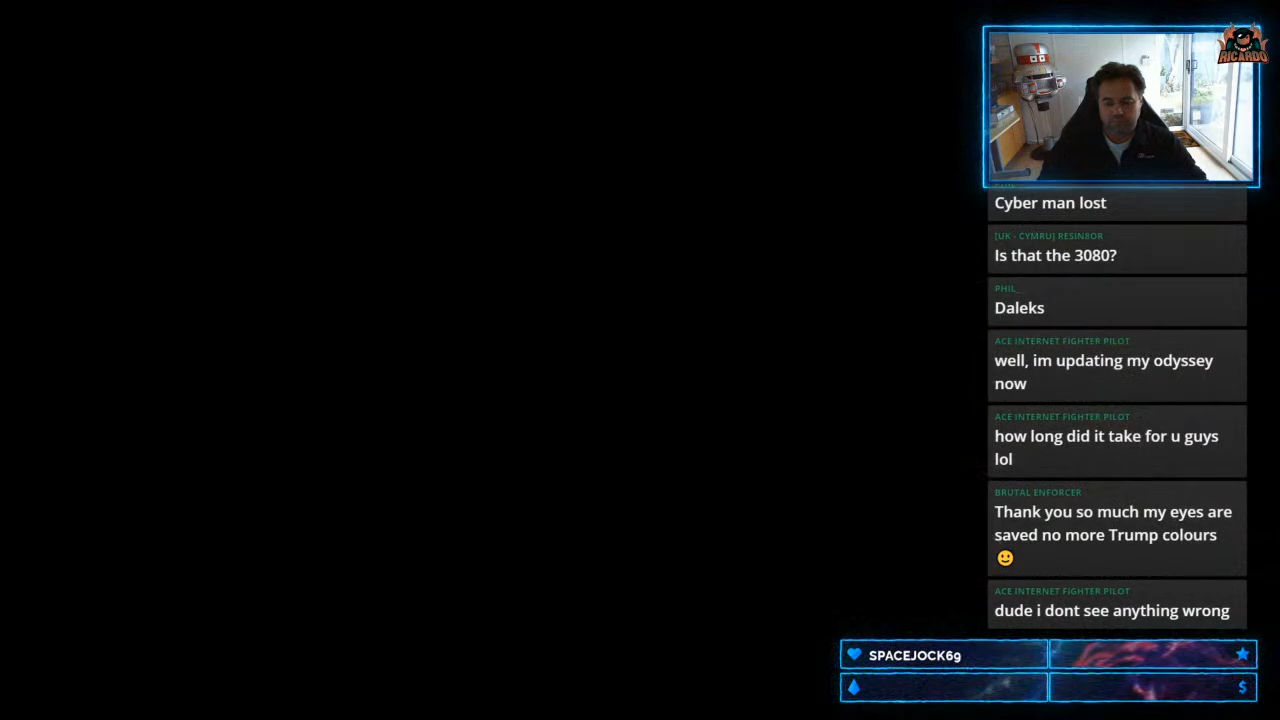 RICARDO
Cyber man lost
[UK - CYMRU] RESIN8OR
Is that the 3080?
PHIL_
Daleks
ACE INTERNET FIGHTER PILOT
well, im updating my odyssey
now
ACE INTERNET FIGHTER PILOT
how long did it take for u guys
lol
BRUTAL ENFORCER
Thank you so much my eyes are
saved no more Trump colours
🙂
ACE INTERNET FIGHTER PILOT
dude i dont see anything wrong
SPACEJOCK69
$